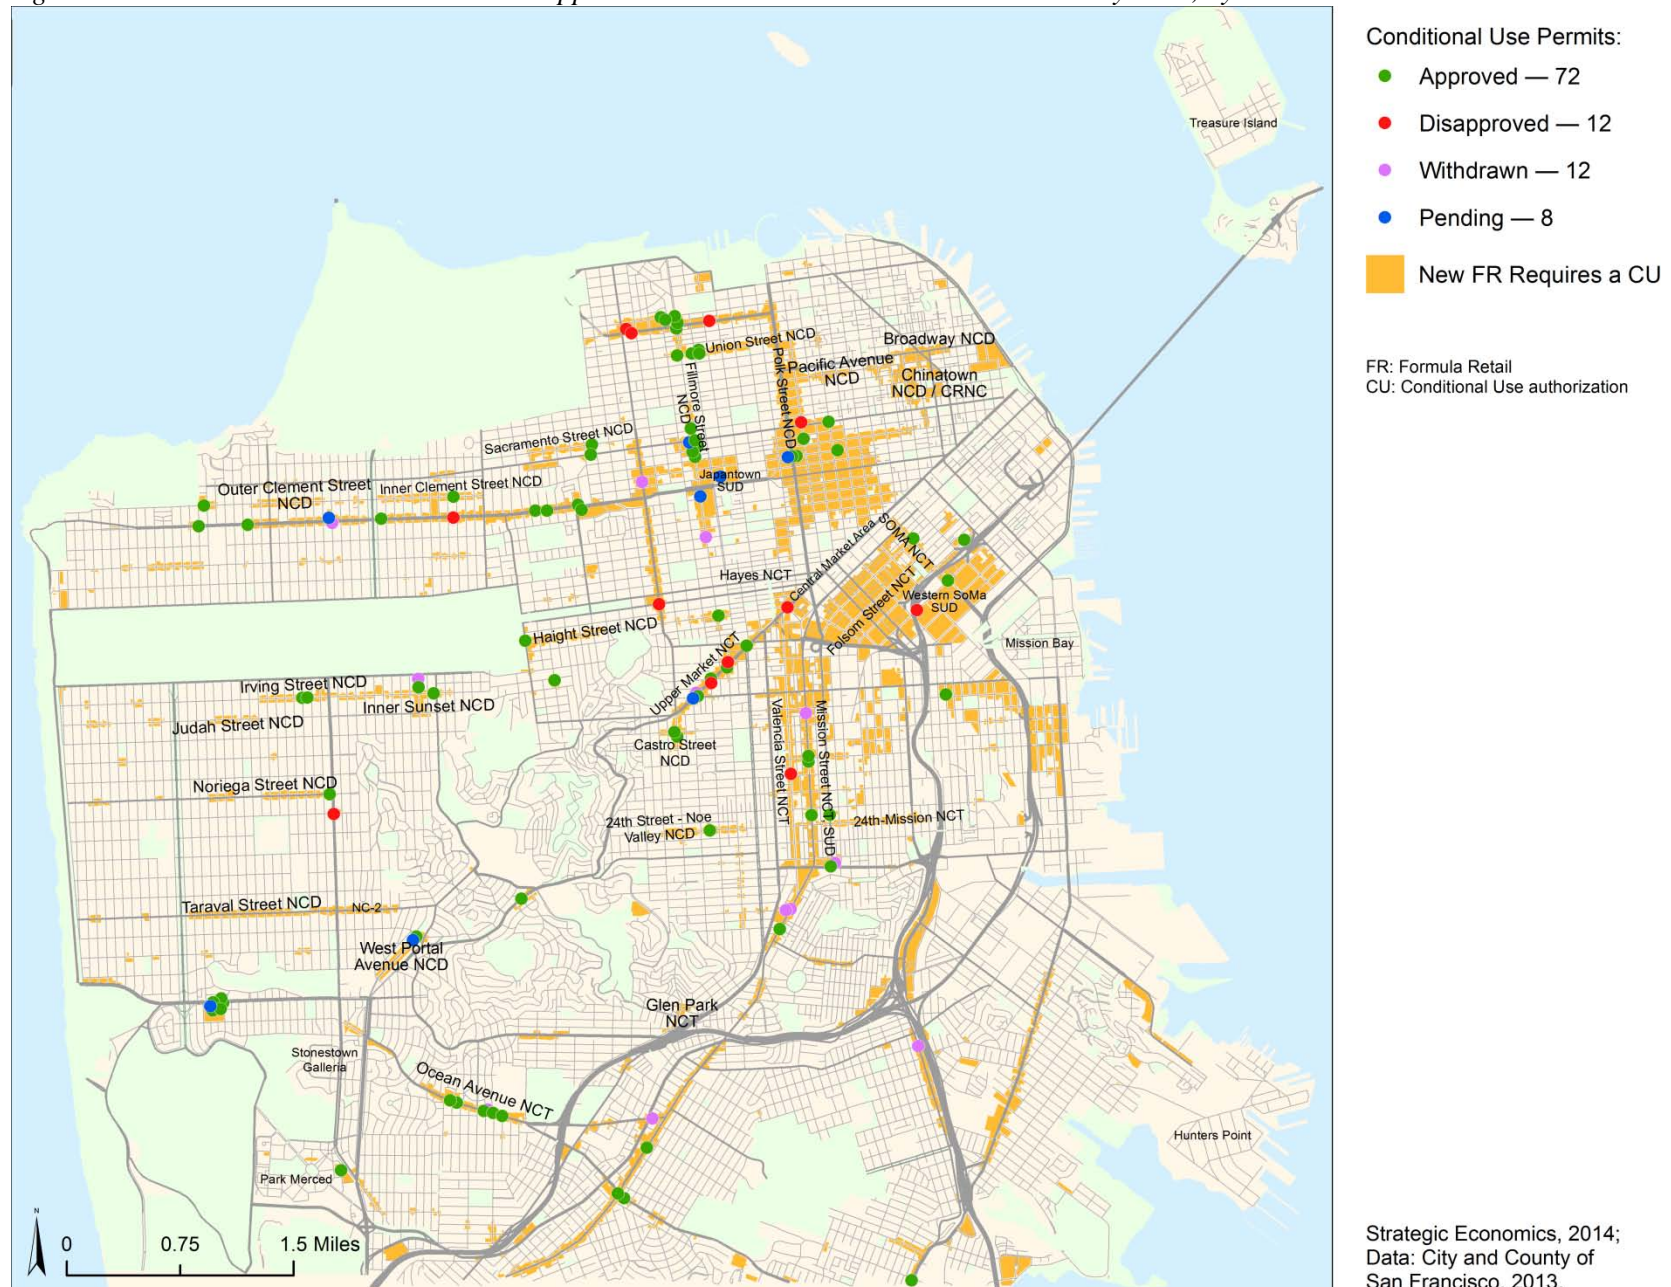 Conditional Use Permits:
Approved — 72
Disapproved — 12
Withdrawn — 12
Pending — 8
New FR Requires a CU
FR: Formula Retail
CU: Conditional Use authorization
Treasure Island
Union Street NCD
Broadway NCD
Pacific Avenue
NCD
Chinatown
NCD / CRNC
Polk Street NCD
Fillmore Street
NCD
Sacramento Street NCD
Japantown
SUD
Outer Clement Street
NCD
Inner Clement Street NCD
Central Market Area
SOMA NCT
Folsom Street NCT
Western SoMa
SUD
Hayes NCT
Haight Street NCD
Mission Bay
Upper Market NCT
Irving Street NCD
Inner Sunset NCD
Judah Street NCD
Castro Street
NCD
Valencia Street NCT
Mission Street NCT, SUD
Noriega Street NCD
24th Street - Noe
Valley NCD
24th-Mission NCT
Taraval Street NCD
NC-2
West Portal
Avenue NCD
Glen Park
NCT
Stonestown
Galleria
Ocean Avenue NCT
Hunters Point
Park Merced
N
0 0.75 1.5 Miles
Strategic Economics, 2014;
Data: City and County of
San Francisco, 2013.